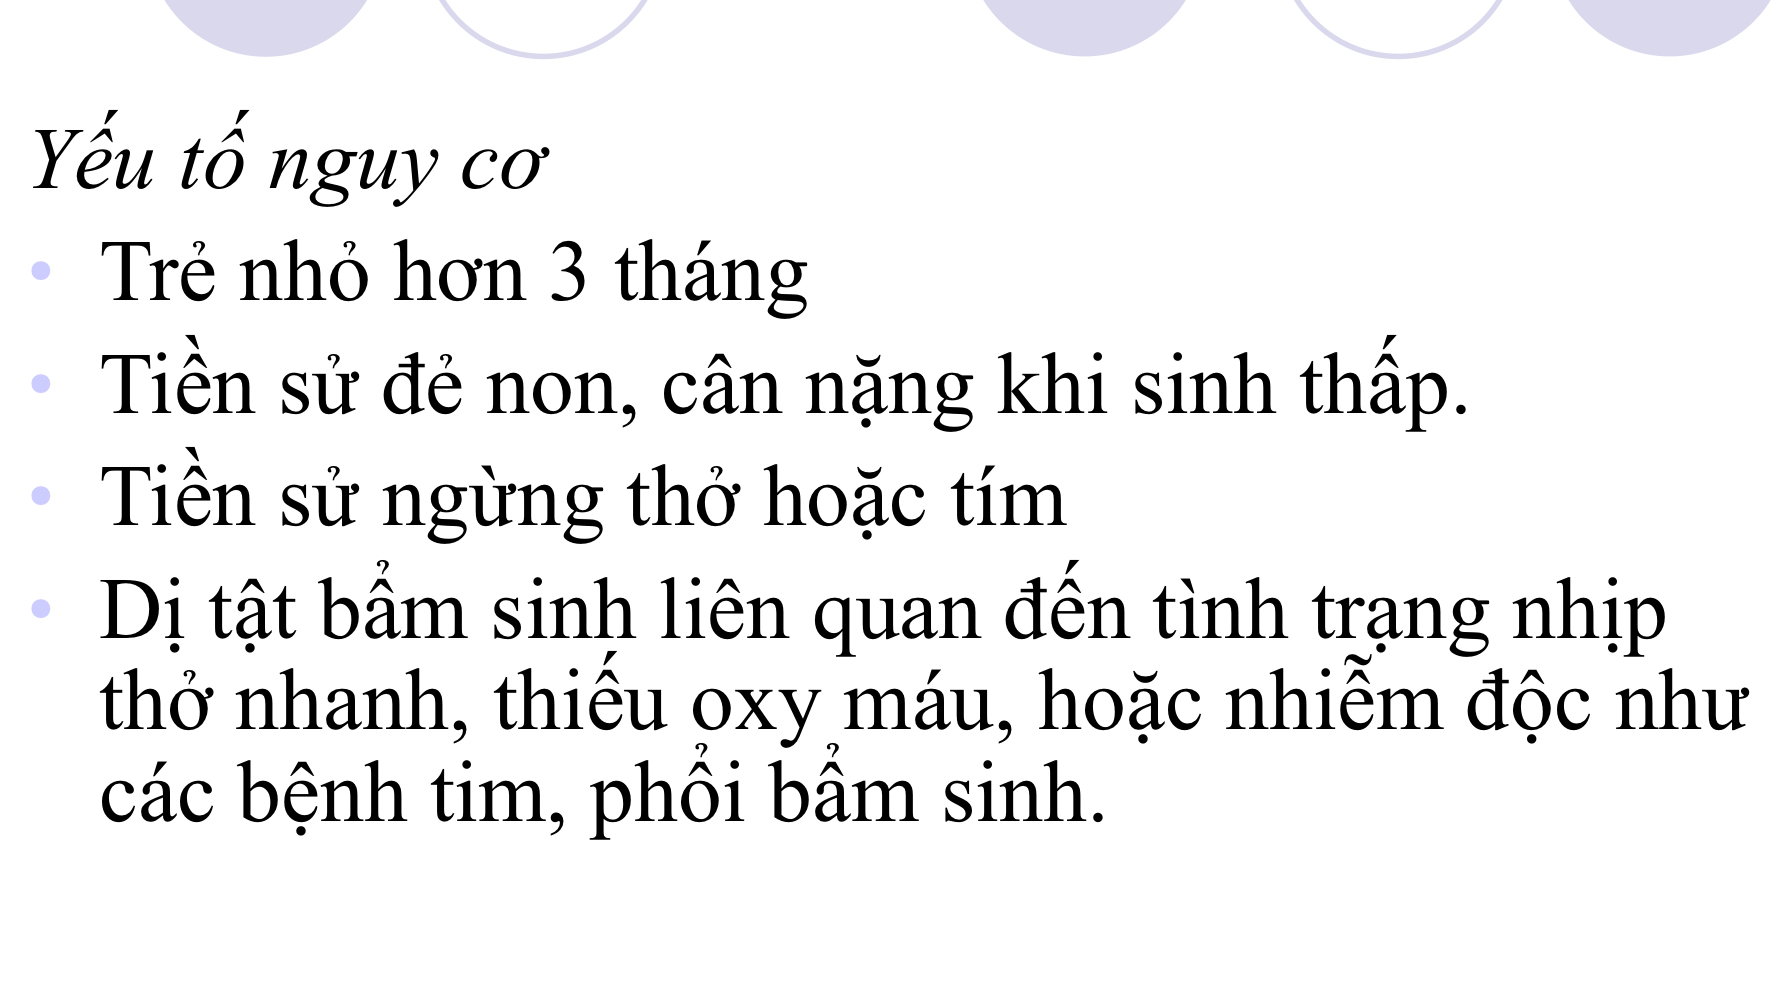 Yếu tố nguy cơ
• Trẻ nhỏ hơn 3 tháng
• Tiền sử đẻ non, cân nặng khi sinh thấp.
• Tiền sử ngừng thở hoặc tím
• Dị tật bẩm sinh liên quan đến tình trạng nhịp
thở nhanh, thiếu oxy máu, hoặc nhiễm độc như
các bệnh tim, phổi bẩm sinh.